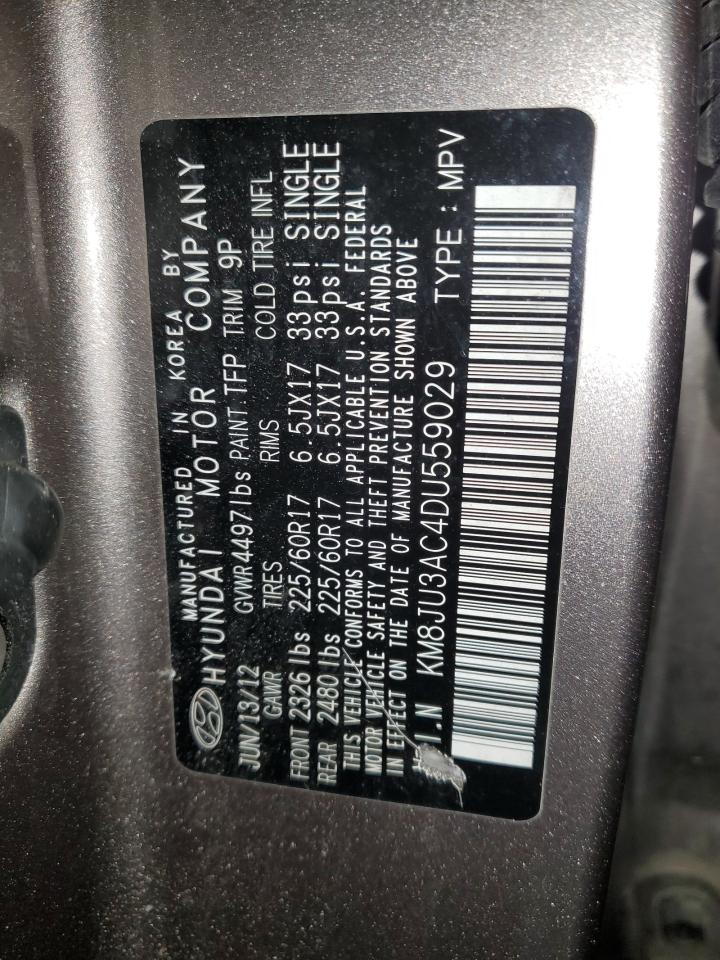 MANUFACTURED IN KOREA BY
HYUNDAI MOTOR COMPANY
JUN/13/12 GVWR 4497 lbs PAINT TFP TRIM 9P
GAWR TIRES RIMS COLD TIRE INFL
FRONT 2326 lbs 225/60R17 6.5JX17 33psi SINGLE
REAR 2480 lbs 225/60R17 6.5JX17 33psi SINGLE
THIS VEHICLE CONFORMS TO ALL APPLICABLE U.S.A. FEDERAL
MOTOR VEHICLE SAFETY AND THEFT PREVENTION STANDARDS
IN EFFECT ON THE DATE OF MANUFACTURE SHOWN ABOVE
I.N KM8JU3AC4DU559029 TYPE : MPV